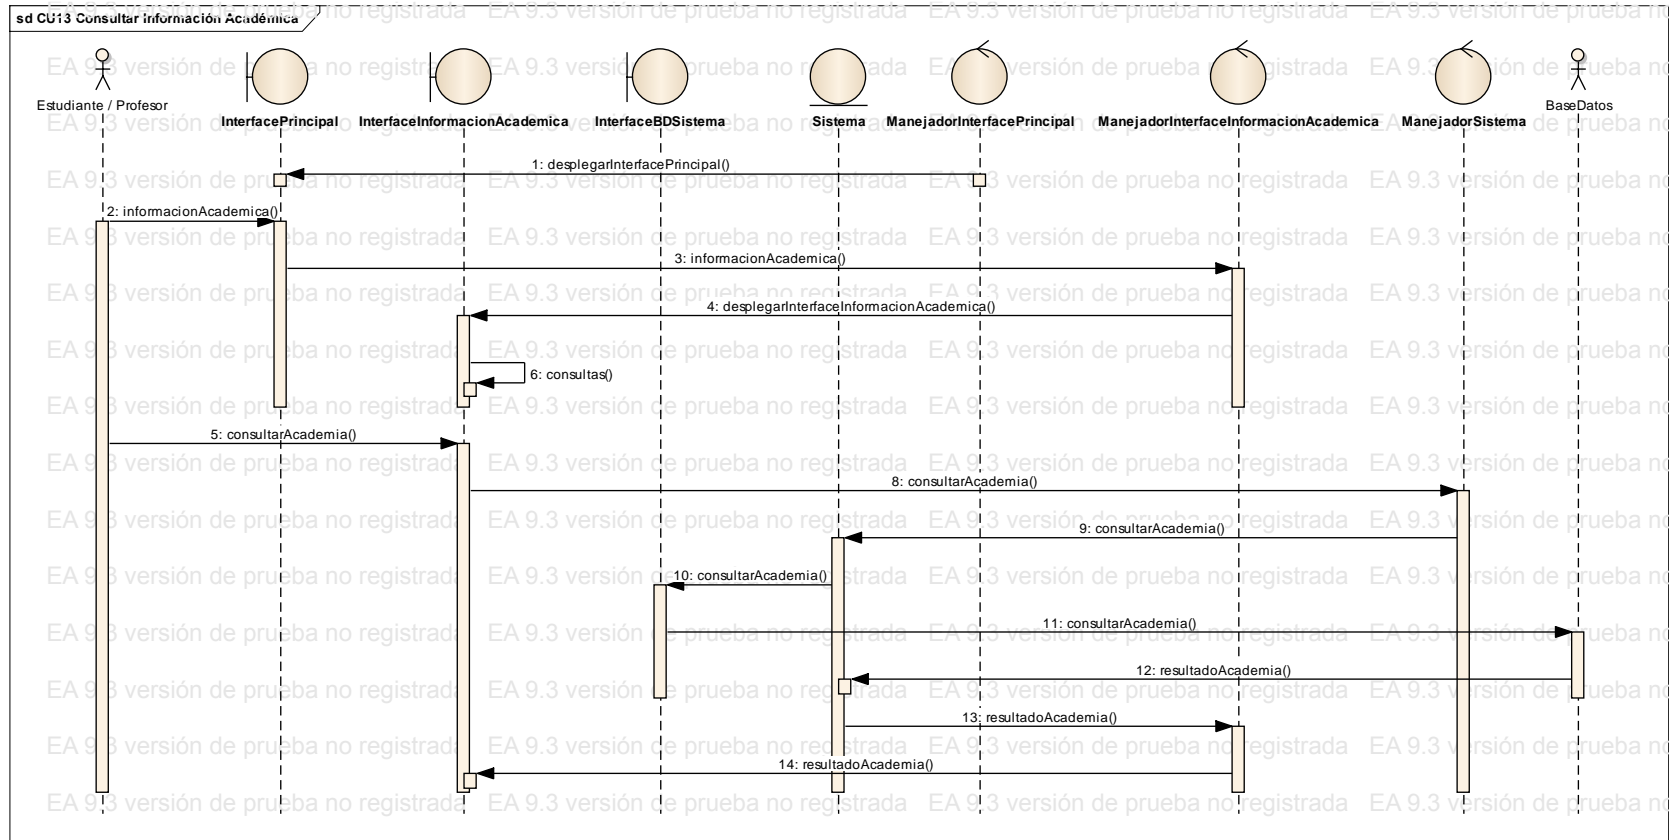 sd CU13 Consultar Información Académica
Estudiante / Profesor
InterfacePrincipal
InterfaceInformacionAcademica
InterfaceBDSistema
Sistema
ManejadorInterfacePrincipal
ManejadorInterfaceInformacionAcademica
ManejadorSistema
BaseDatos
1: desplegarInterfacePrincipal()
2: informacionAcademica()
3: informacionAcademica()
4: desplegarInterfaceInformacionAcademica()
6: consultas()
5: consultarAcademia()
8: consultarAcademia()
9: consultarAcademia()
10: consultarAcademia()
11: consultarAcademia()
12: resultadoAcademia()
13: resultadoAcademia()
14: resultadoAcademia()
EA 9.3 versión de prueba no registrada